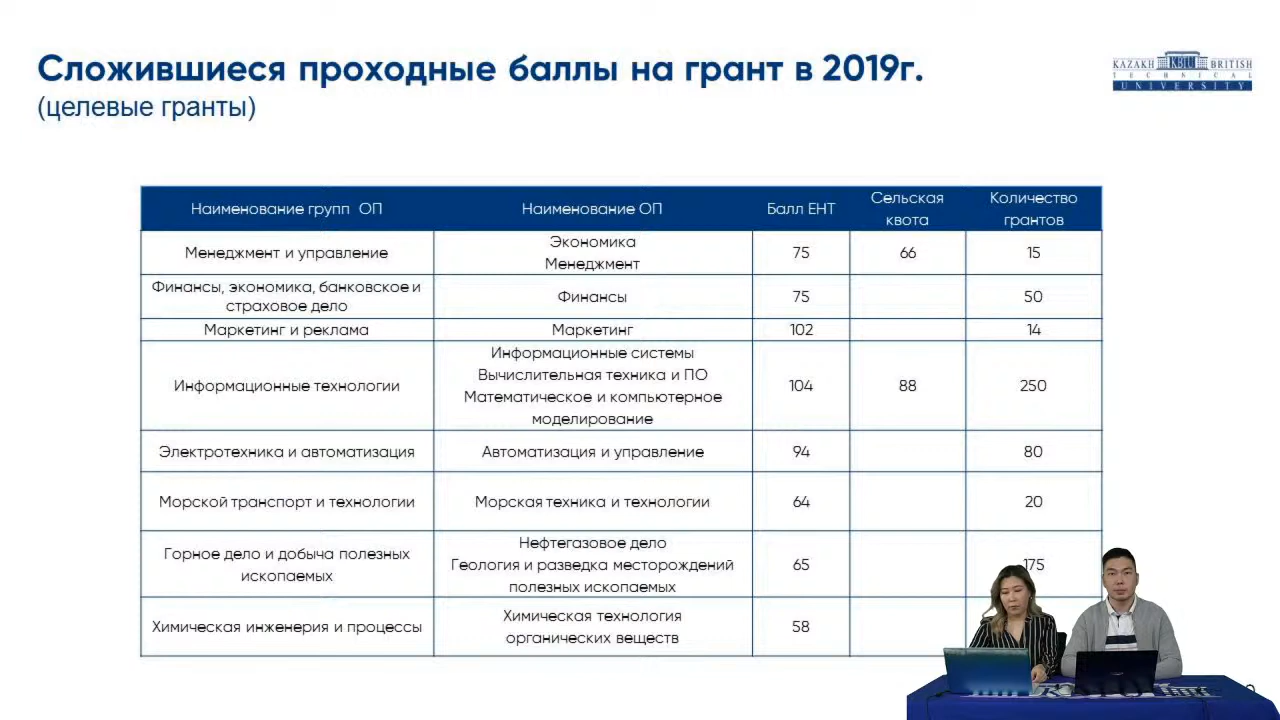 Сложившиеся проходные баллы на грант в 2019г.
(целевые гранты)
KAZAKH KBTU BRITISH
TECHNICAL
UNIVERSITY
Наименование групп ОП
Наименование ОП
Балл ЕНТ
Сельская
квота
Количество
грантов
Менеджмент и управление
Экономика
Менеджмент
75
66
15
Финансы, экономика, банковское и
страховое дело
Финансы
75
50
Маркетинг и реклама
Маркетинг
102
14
Информационные технологии
Информационные системы
Вычислительная техника и ПО
Математическое и компьютерное
моделирование
104
88
250
Электротехника и автоматизация
Автоматизация и управление
94
80
Морской транспорт и технологии
Морская техника и технологии
64
20
Горное дело и добыча полезных
ископаемых
Нефтегазовое дело
Геология и разведка месторождений
полезных ископаемых
65
175
Химическая инженерия и процессы
Химическая технология
органических веществ
58